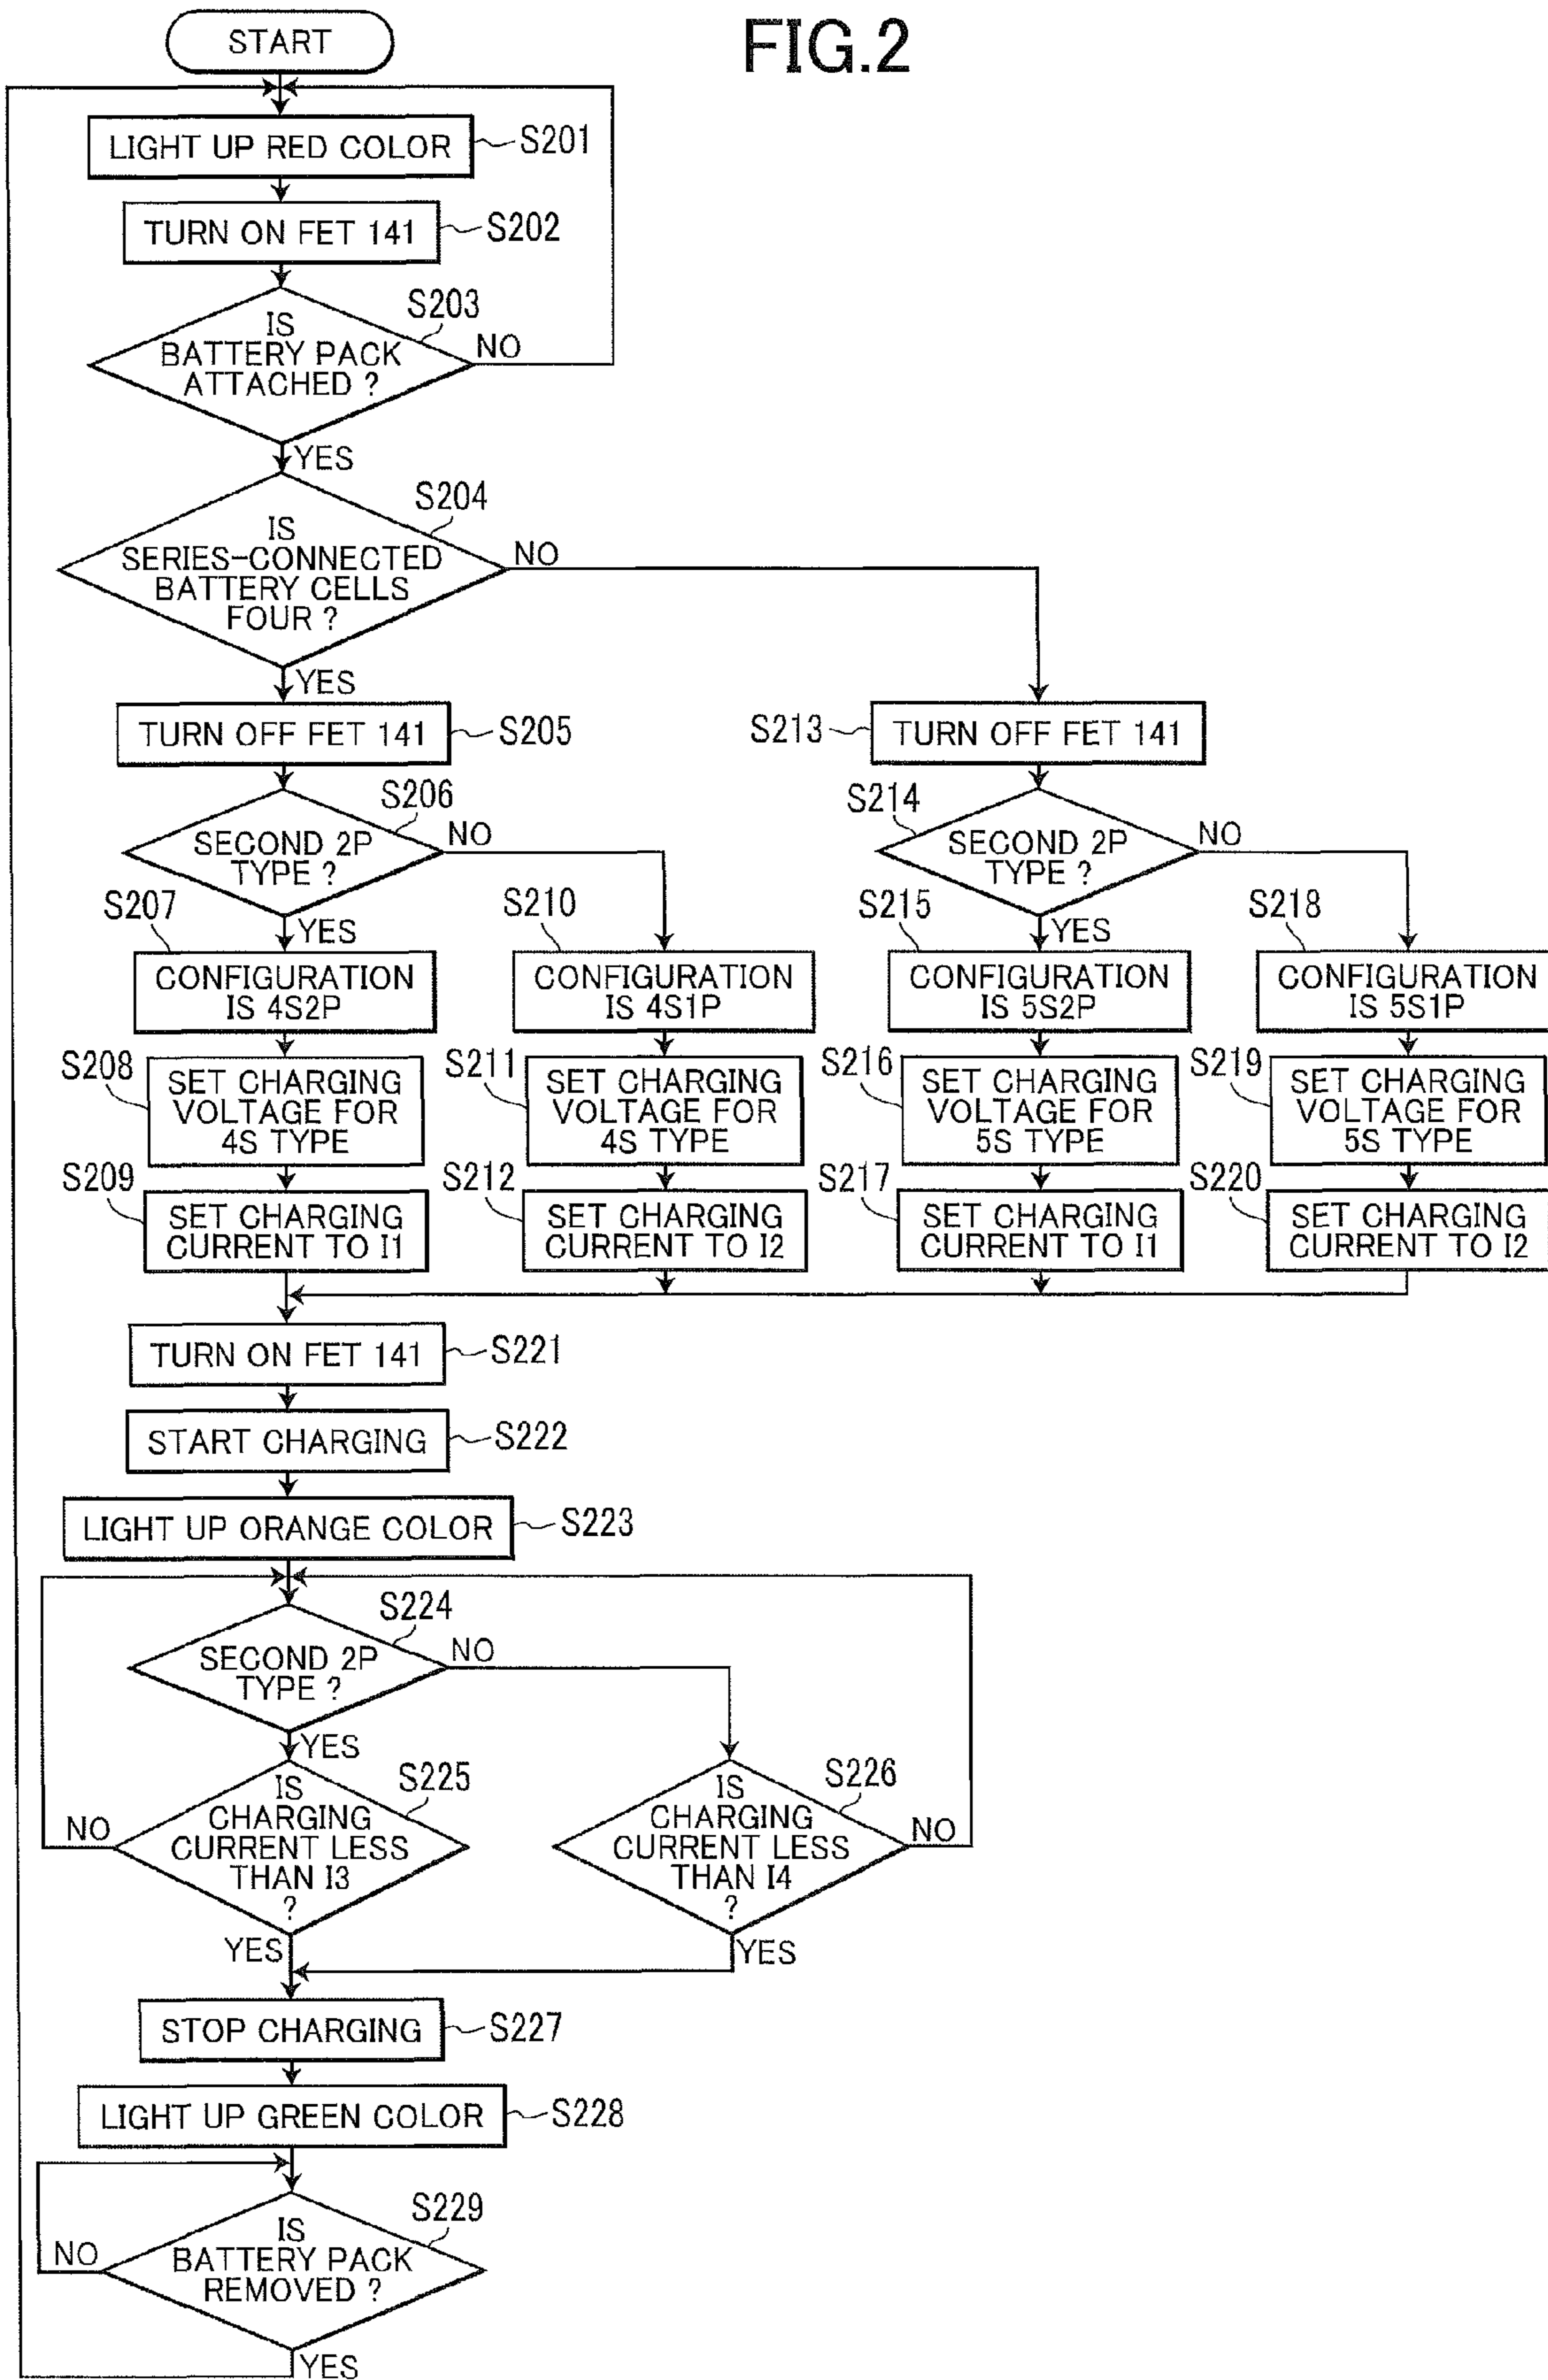 FIG.2
START
LIGHT UP RED COLOR
S201
TURN ON FET 141
S202
S203
IS
BATTERY PACK
ATTACHED ?
NO
YES
S204
IS
SERIES-CONNECTED
BATTERY CELLS
FOUR ?
NO
YES
TURN OFF FET 141
S205
S213
TURN OFF FET 141
S206
SECOND 2P
TYPE ?
NO
YES
S214
SECOND 2P
TYPE ?
NO
YES
S207
CONFIGURATION
IS 4S2P
S210
CONFIGURATION
IS 4S1P
S215
CONFIGURATION
IS 5S2P
S218
CONFIGURATION
IS 5S1P
S208
SET CHARGING
VOLTAGE FOR
4S TYPE
S211
SET CHARGING
VOLTAGE FOR
4S TYPE
S216
SET CHARGING
VOLTAGE FOR
5S TYPE
S219
SET CHARGING
VOLTAGE FOR
5S TYPE
S209
SET CHARGING
CURRENT TO I1
S212
SET CHARGING
CURRENT TO I2
S217
SET CHARGING
CURRENT TO I1
S220
SET CHARGING
CURRENT TO I2
TURN ON FET 141
S221
START CHARGING
S222
LIGHT UP ORANGE COLOR
S223
S224
SECOND 2P
TYPE ?
NO
YES
S225
IS
CHARGING
CURRENT LESS
THAN I3
?
NO
YES
S226
IS
CHARGING
CURRENT LESS
THAN I4
?
NO
YES
STOP CHARGING
S227
LIGHT UP GREEN COLOR
S228
S229
IS
BATTERY PACK
REMOVED ?
NO
YES